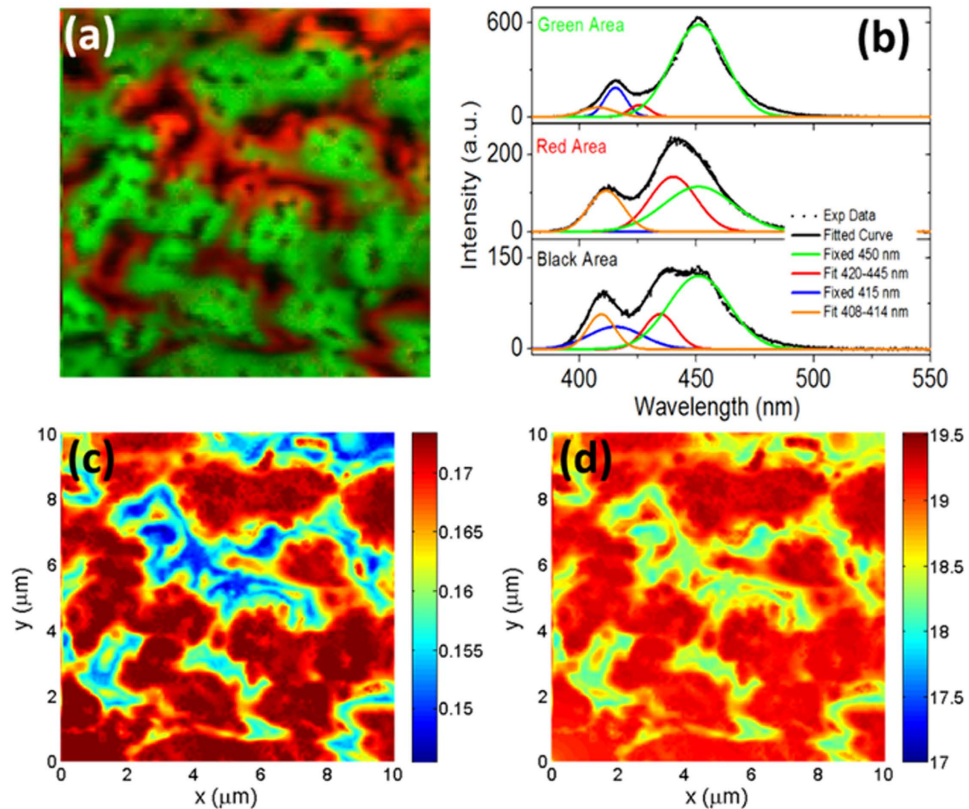 (a)
(b)
Green Area
600
0
Red Area
200
0
Black Area
150
0
Intensity (a.u.)
Exp Data
Fitted Curve
Fixed 450 nm
Fit 420-445 nm
Fixed 415 nm
Fit 408-414 nm
400 450 500 550
Wavelength (nm)
(c)
10
8
6
4
2
0
y (μm)
0 2 4 6 8 10
x (μm)
0.17
0.165
0.16
0.155
0.15
(d)
10
8
6
4
2
0
y (μm)
0 2 4 6 8 10
x (μm)
19.5
19
18.5
18
17.5
17